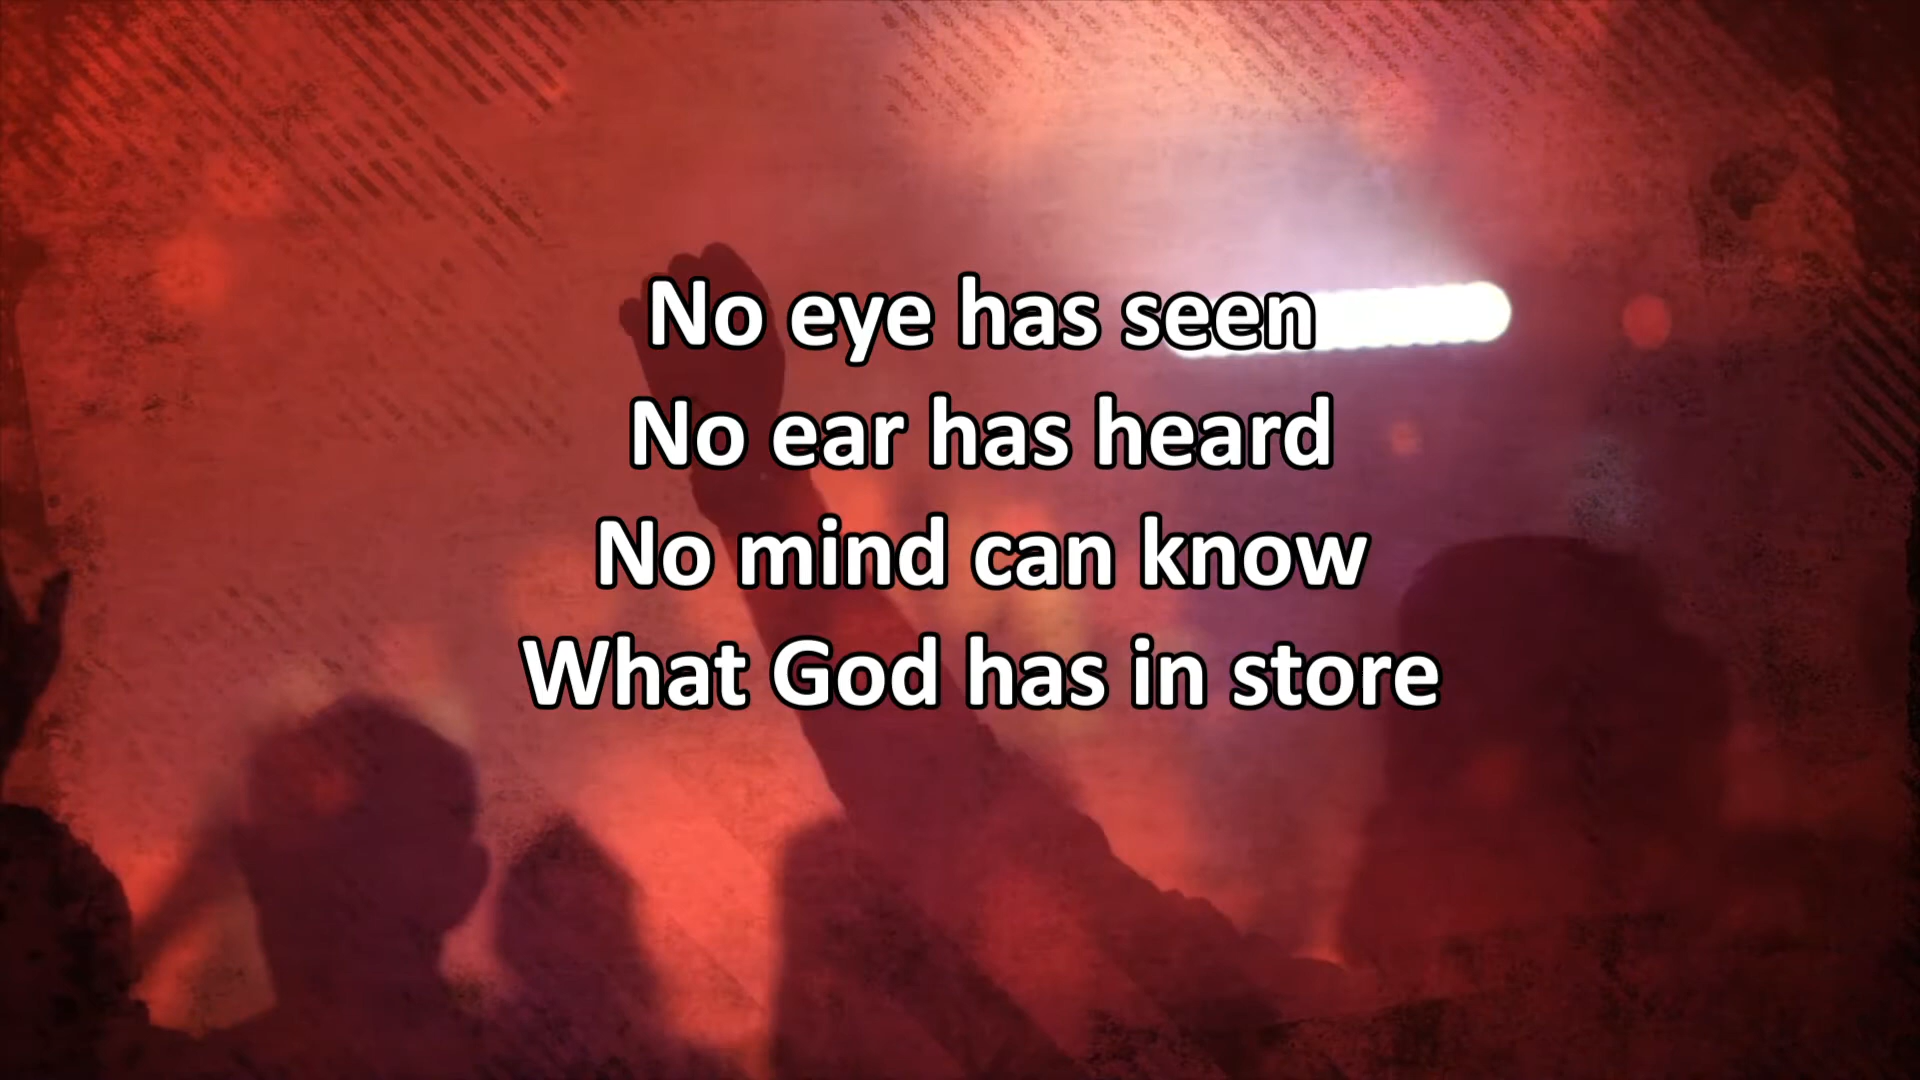 No eye has seen
No ear has heard
No mind can know
What God has in store